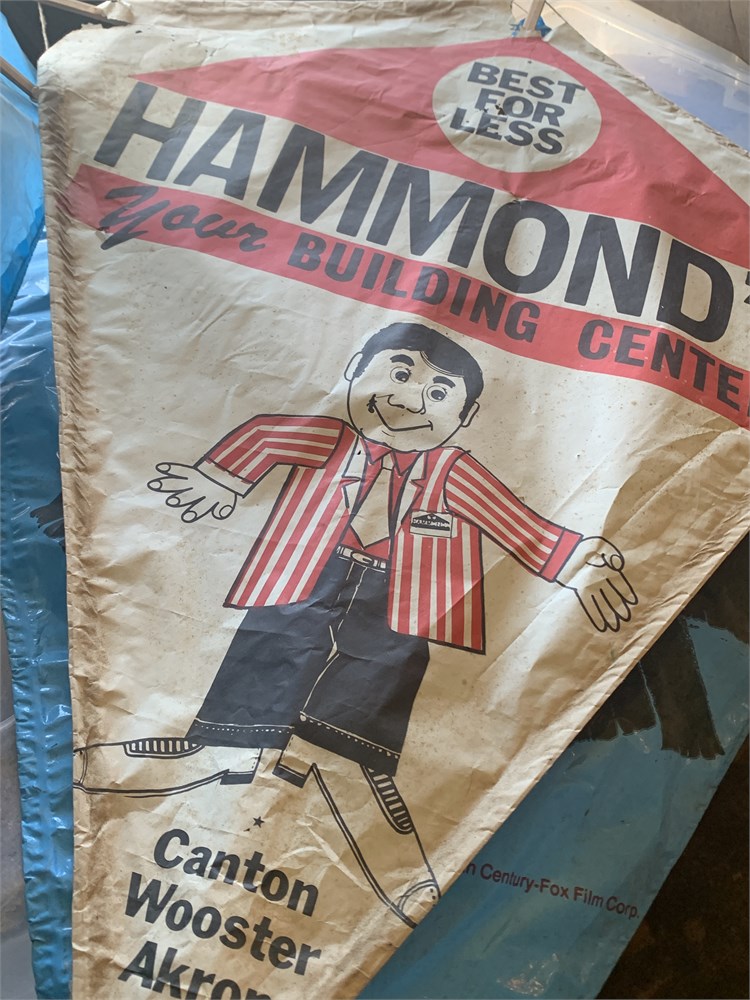 BEST
FOR
LESS
HAMMOND'
Your BUILDING CENTE
Canton
Wooster
Akron
n Century-Fox Film Corp.